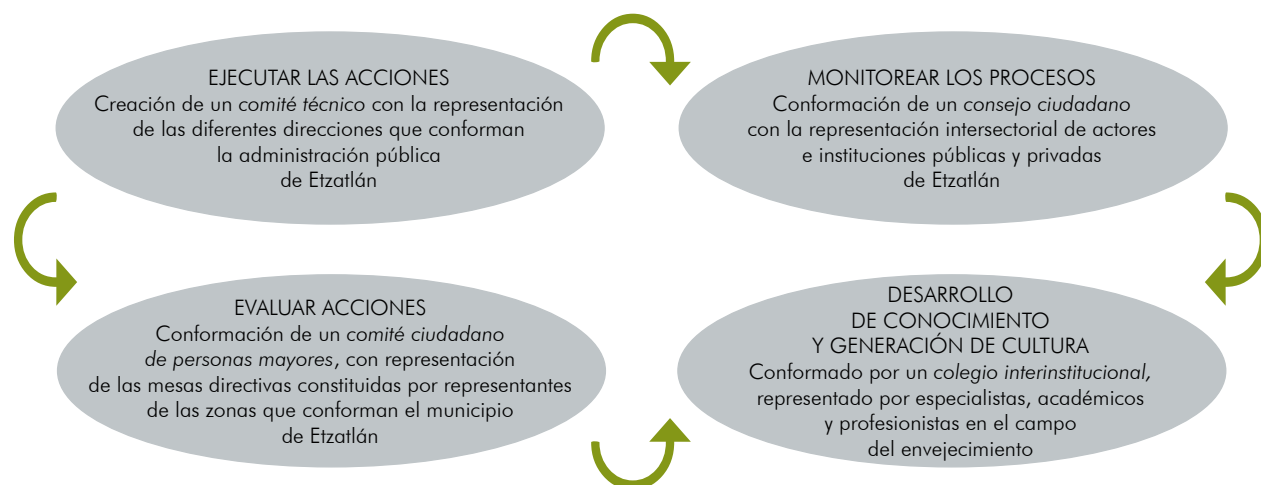 EJECUTAR LAS ACCIONES
Creación de un comité técnico con la representación
de las diferentes direcciones que conforman
la administración pública
de Etzatlán
MONITOREAR LOS PROCESOS
Conformación de un consejo ciudadano
con la representación intersectorial de actores
e instituciones públicas y privadas
de Etzatlán
EVALUAR ACCIONES
Conformación de un comité ciudadano
de personas mayores, con representación
de las mesas directivas constituidas por representantes
de las zonas que conforman el municipio
de Etzatlán
DESARROLLO
DE CONOCIMIENTO
Y GENERACIÓN DE CULTURA
Conformado por un colegio interinstitucional,
representado por especialistas, académicos
y profesionistas en el campo
del envejecimiento